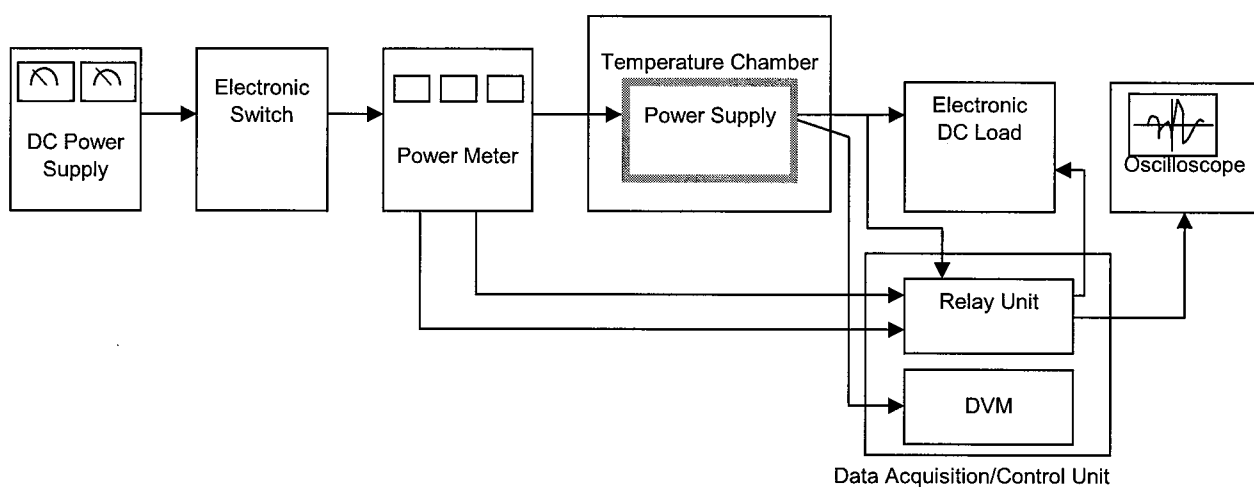 DC Power
Supply
Electronic
Switch
Power Meter
Temperature Chamber
Power Supply
Electronic
DC Load
Oscilloscope
Relay Unit
DVM
Data Acquisition/Control Unit